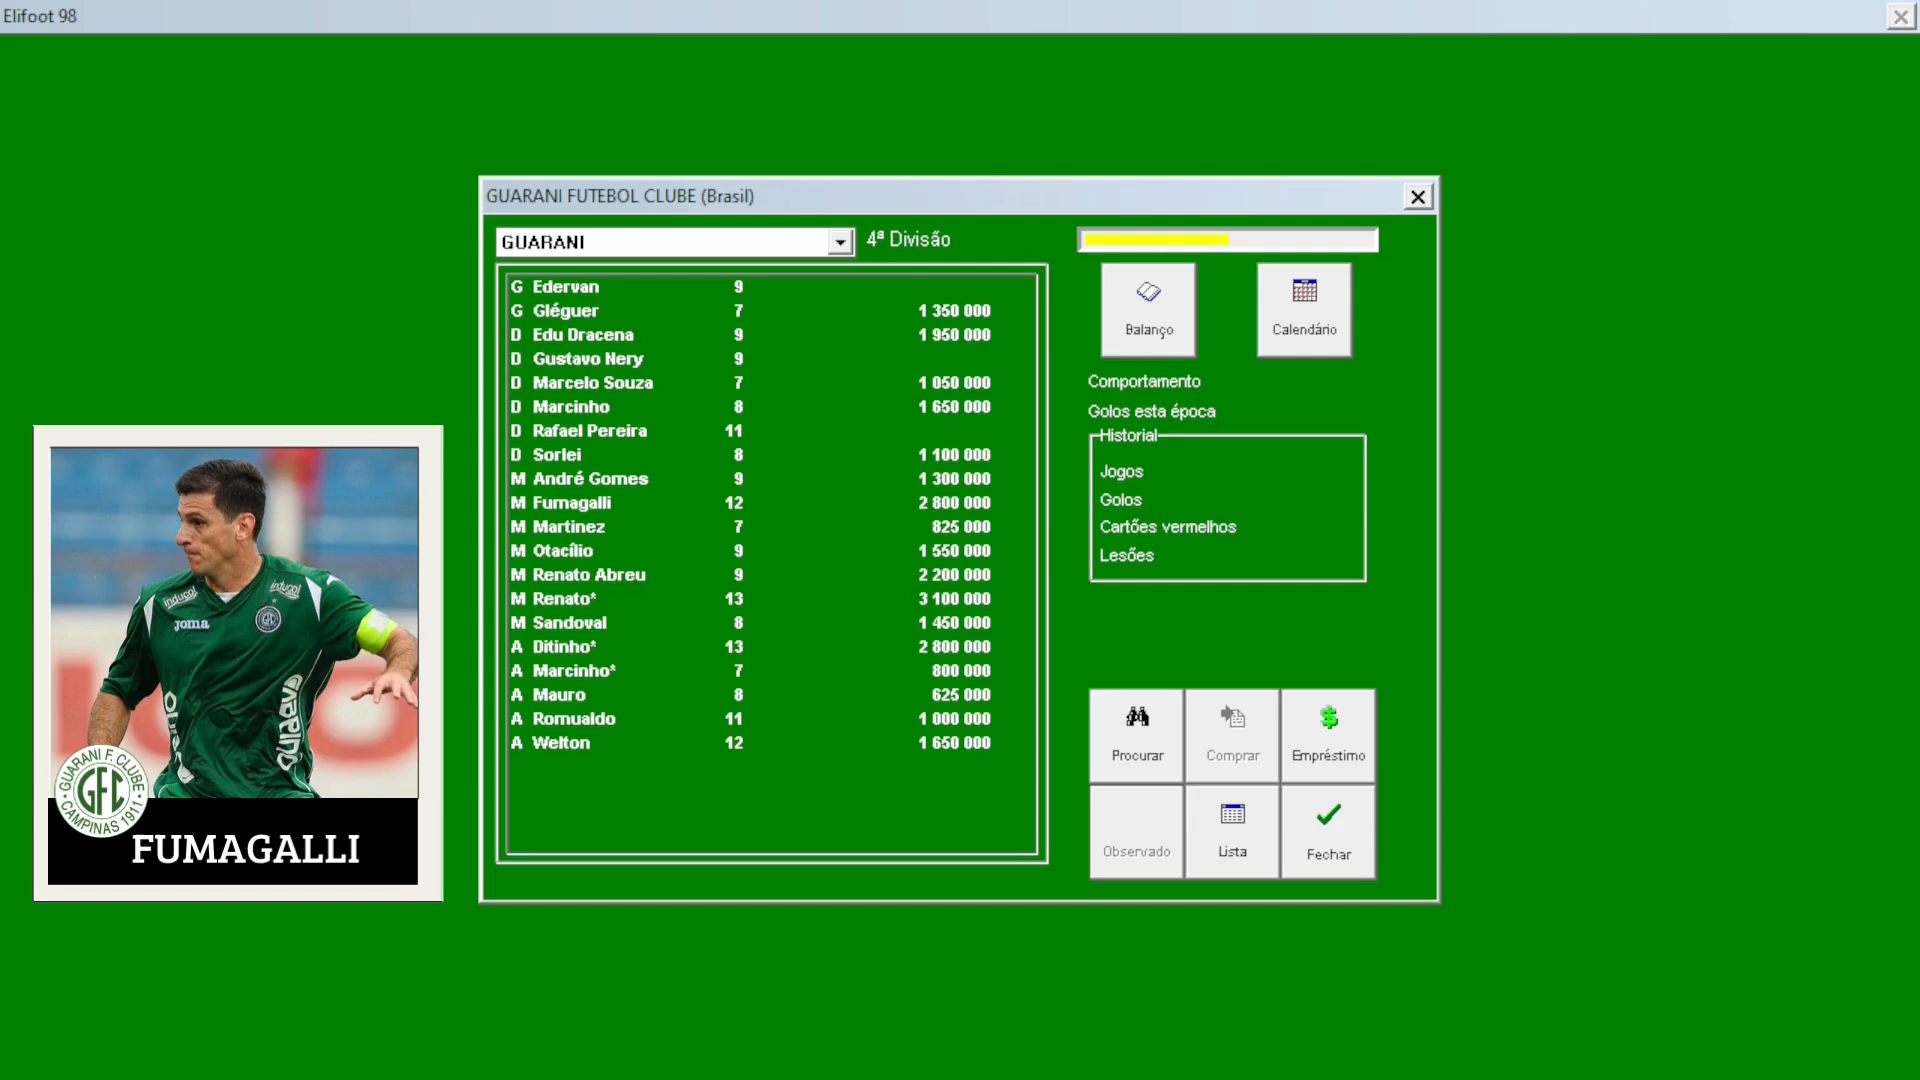 Elifoot 98
GUARANI FUTEBOL CLUBE (Brasil)
GUARANI
4ª Divisão
G Edervan 9
G Gléguer 7 1 350 000
D Edu Dracena 9 1 950 000
D Gustavo Nery 9
D Marcelo Souza 7 1 050 000
D Marcinho 8 1 650 000
D Rafael Pereira 11
D Sorlei 8 1 100 000
M André Gomes 9 1 300 000
M Fumagalli 12 2 800 000
M Martinez 7 825 000
M Otacílio 9 1 550 000
M Renato Abreu 9 2 200 000
M Renato* 13 3 100 000
M Sandoval 8 1 450 000
A Ditinho* 13 2 800 000
A Marcinho* 7 800 000
A Mauro 8 625 000
A Romualdo 11 1 000 000
A Welton 12 1 650 000
Balanço
Calendário
Comportamento
Golos esta época
Historial
Jogos
Golos
Cartões vermelhos
Lesões
Procurar
Comprar
Empréstimo
Observado
Lista
Fechar
inducol
inducol
joma
GFC
GUARANI F. CLUBE
GFC
CAMPINAS 1911
FUMAGALLI